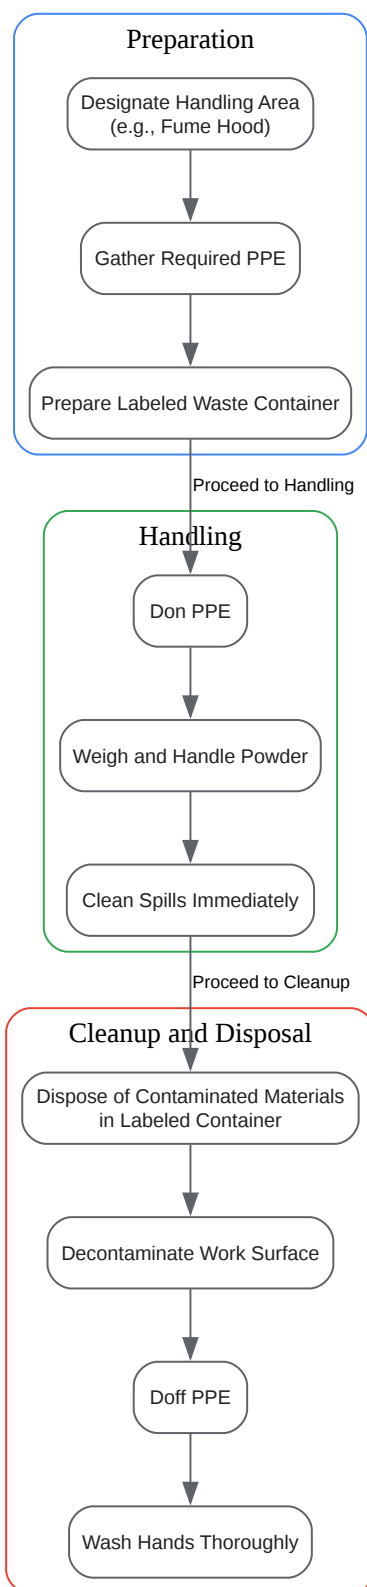 Preparation
Designate Handling Area
(e.g., Fume Hood)
Gather Required PPE
Prepare Labeled Waste Container
Proceed to Handling
Handling
Don PPE
Weigh and Handle Powder
Clean Spills Immediately
Proceed to Cleanup
Cleanup and Disposal
Dispose of Contaminated Materials
in Labeled Container
Decontaminate Work Surface
Doff PPE
Wash Hands Thoroughly